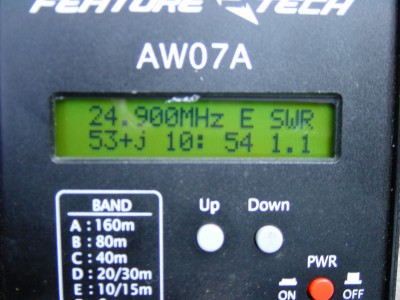 FEATURE TECH
AW07A
24.900MHz E SWR
53+J 10: 54 1.1
BAND
A : 160m
B : 80m
C : 40m
D : 20/30m
E : 10/15m
Up
Down
PWR
ON
OFF